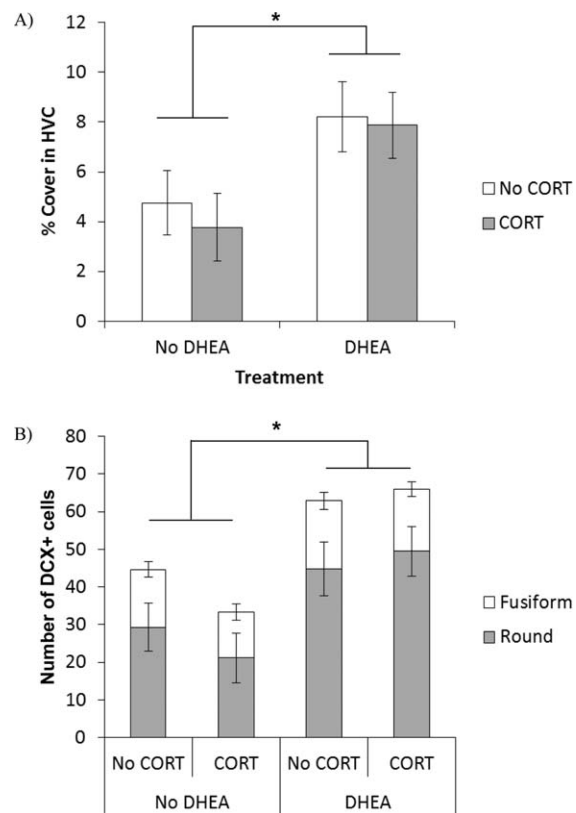 A)
12
10
8
6
4
2
0
*
% Cover in HVC
No CORT
CORT
No DHEA DHEA
Treatment
B)
80
70
60
50
40
30
20
10
0
*
Number of DCX+ cells
Fusiform
Round
No CORT CORT No CORT CORT
No DHEA DHEA